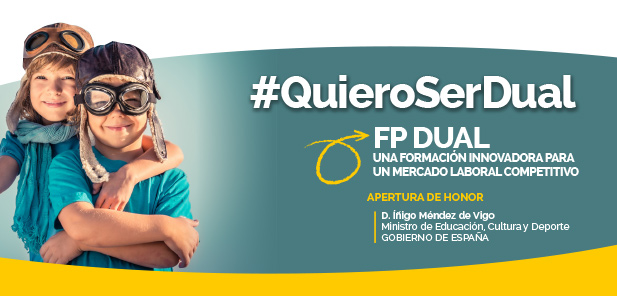 #QuieroSerDual
FP DUAL
UNA FORMACIÓN INNOVADORA PARA
UN MERCADO LABORAL COMPETITIVO
APERTURA DE HONOR
D. Íñigo Méndez de Vigo
Ministro de Educación, Cultura y Deporte
GOBIERNO DE ESPAÑA